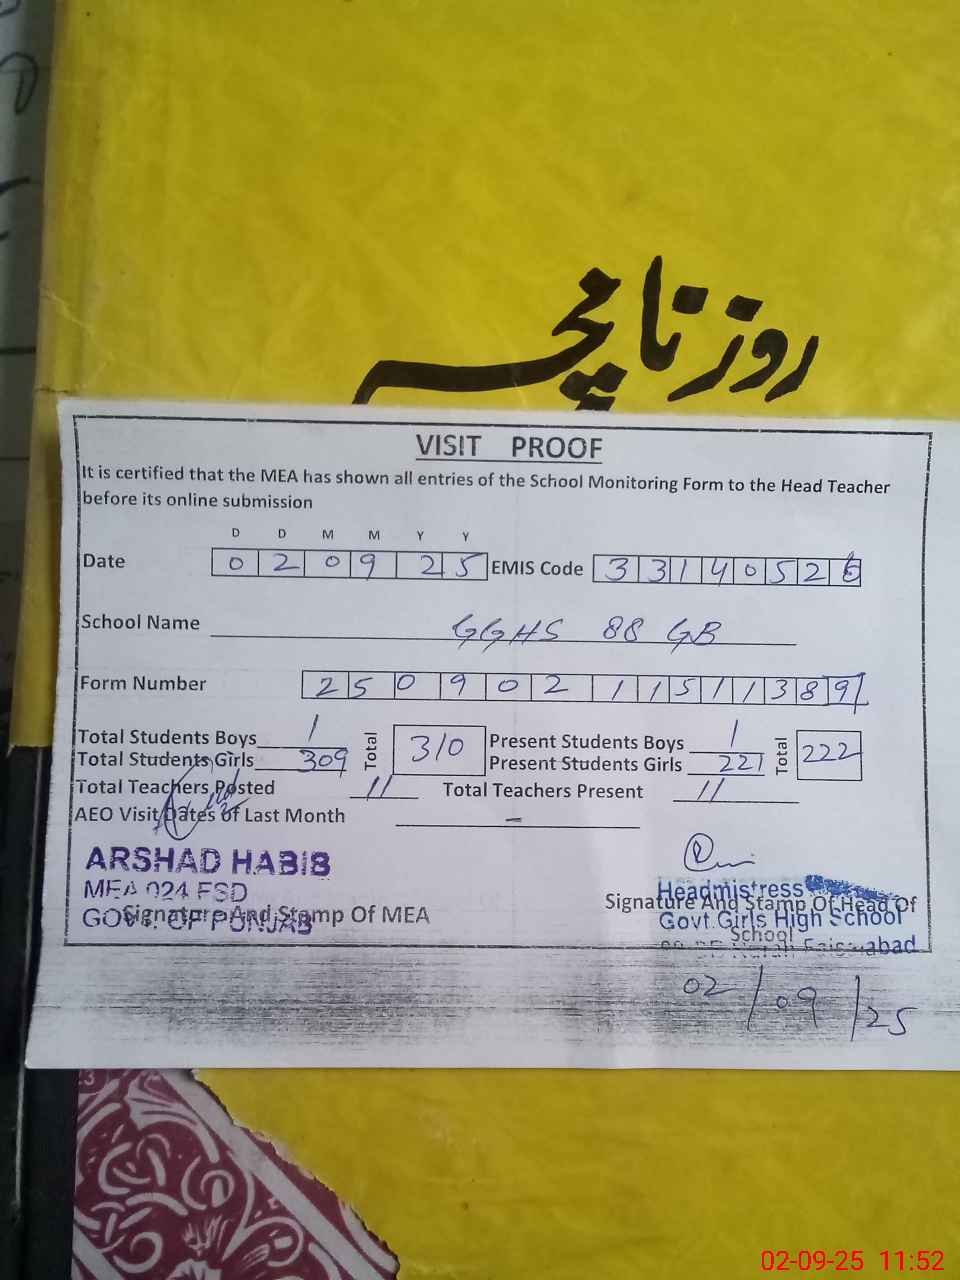 روزنامچہ
VISIT PROOF
It is certified that the MEA has shown all entries of the School Monitoring Form to the Head Teacher
before its online submission
D D M M Y Y
Date 0 2 0 9 2 5 EMIS Code 3 3 1 4 0 5 2 6
School Name GGHS 88 GB
Form Number 2 5 0 9 0 2 1 1 5 1 1 3 8 9
Total Students Boys 1 Total 310 Present Students Boys 1 Total 222
Total Students Girls 309 Present Students Girls 221
Total Teachers Posted 11 Total Teachers Present 11
AEO Visit Dates of Last Month -
ARSHAD HABIB
MEA 024 FSD
GOVT. OF PUNJAB
Signature And Stamp Of MEA
Headmistress
Signature And Stamp Of Head Of
Govt. Girls High School
School
Faisalabad
02/09/25
02-09-25 11:52